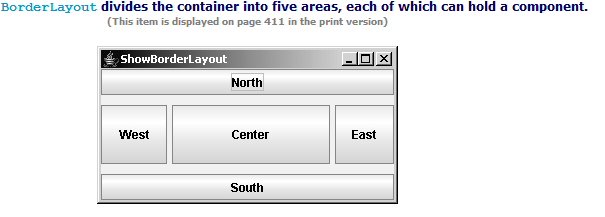 BorderLayout divides the container into five areas, each of which can hold a component.
(This item is displayed on page 411 in the print version)
ShowBorderLayout
North
West Center East
South